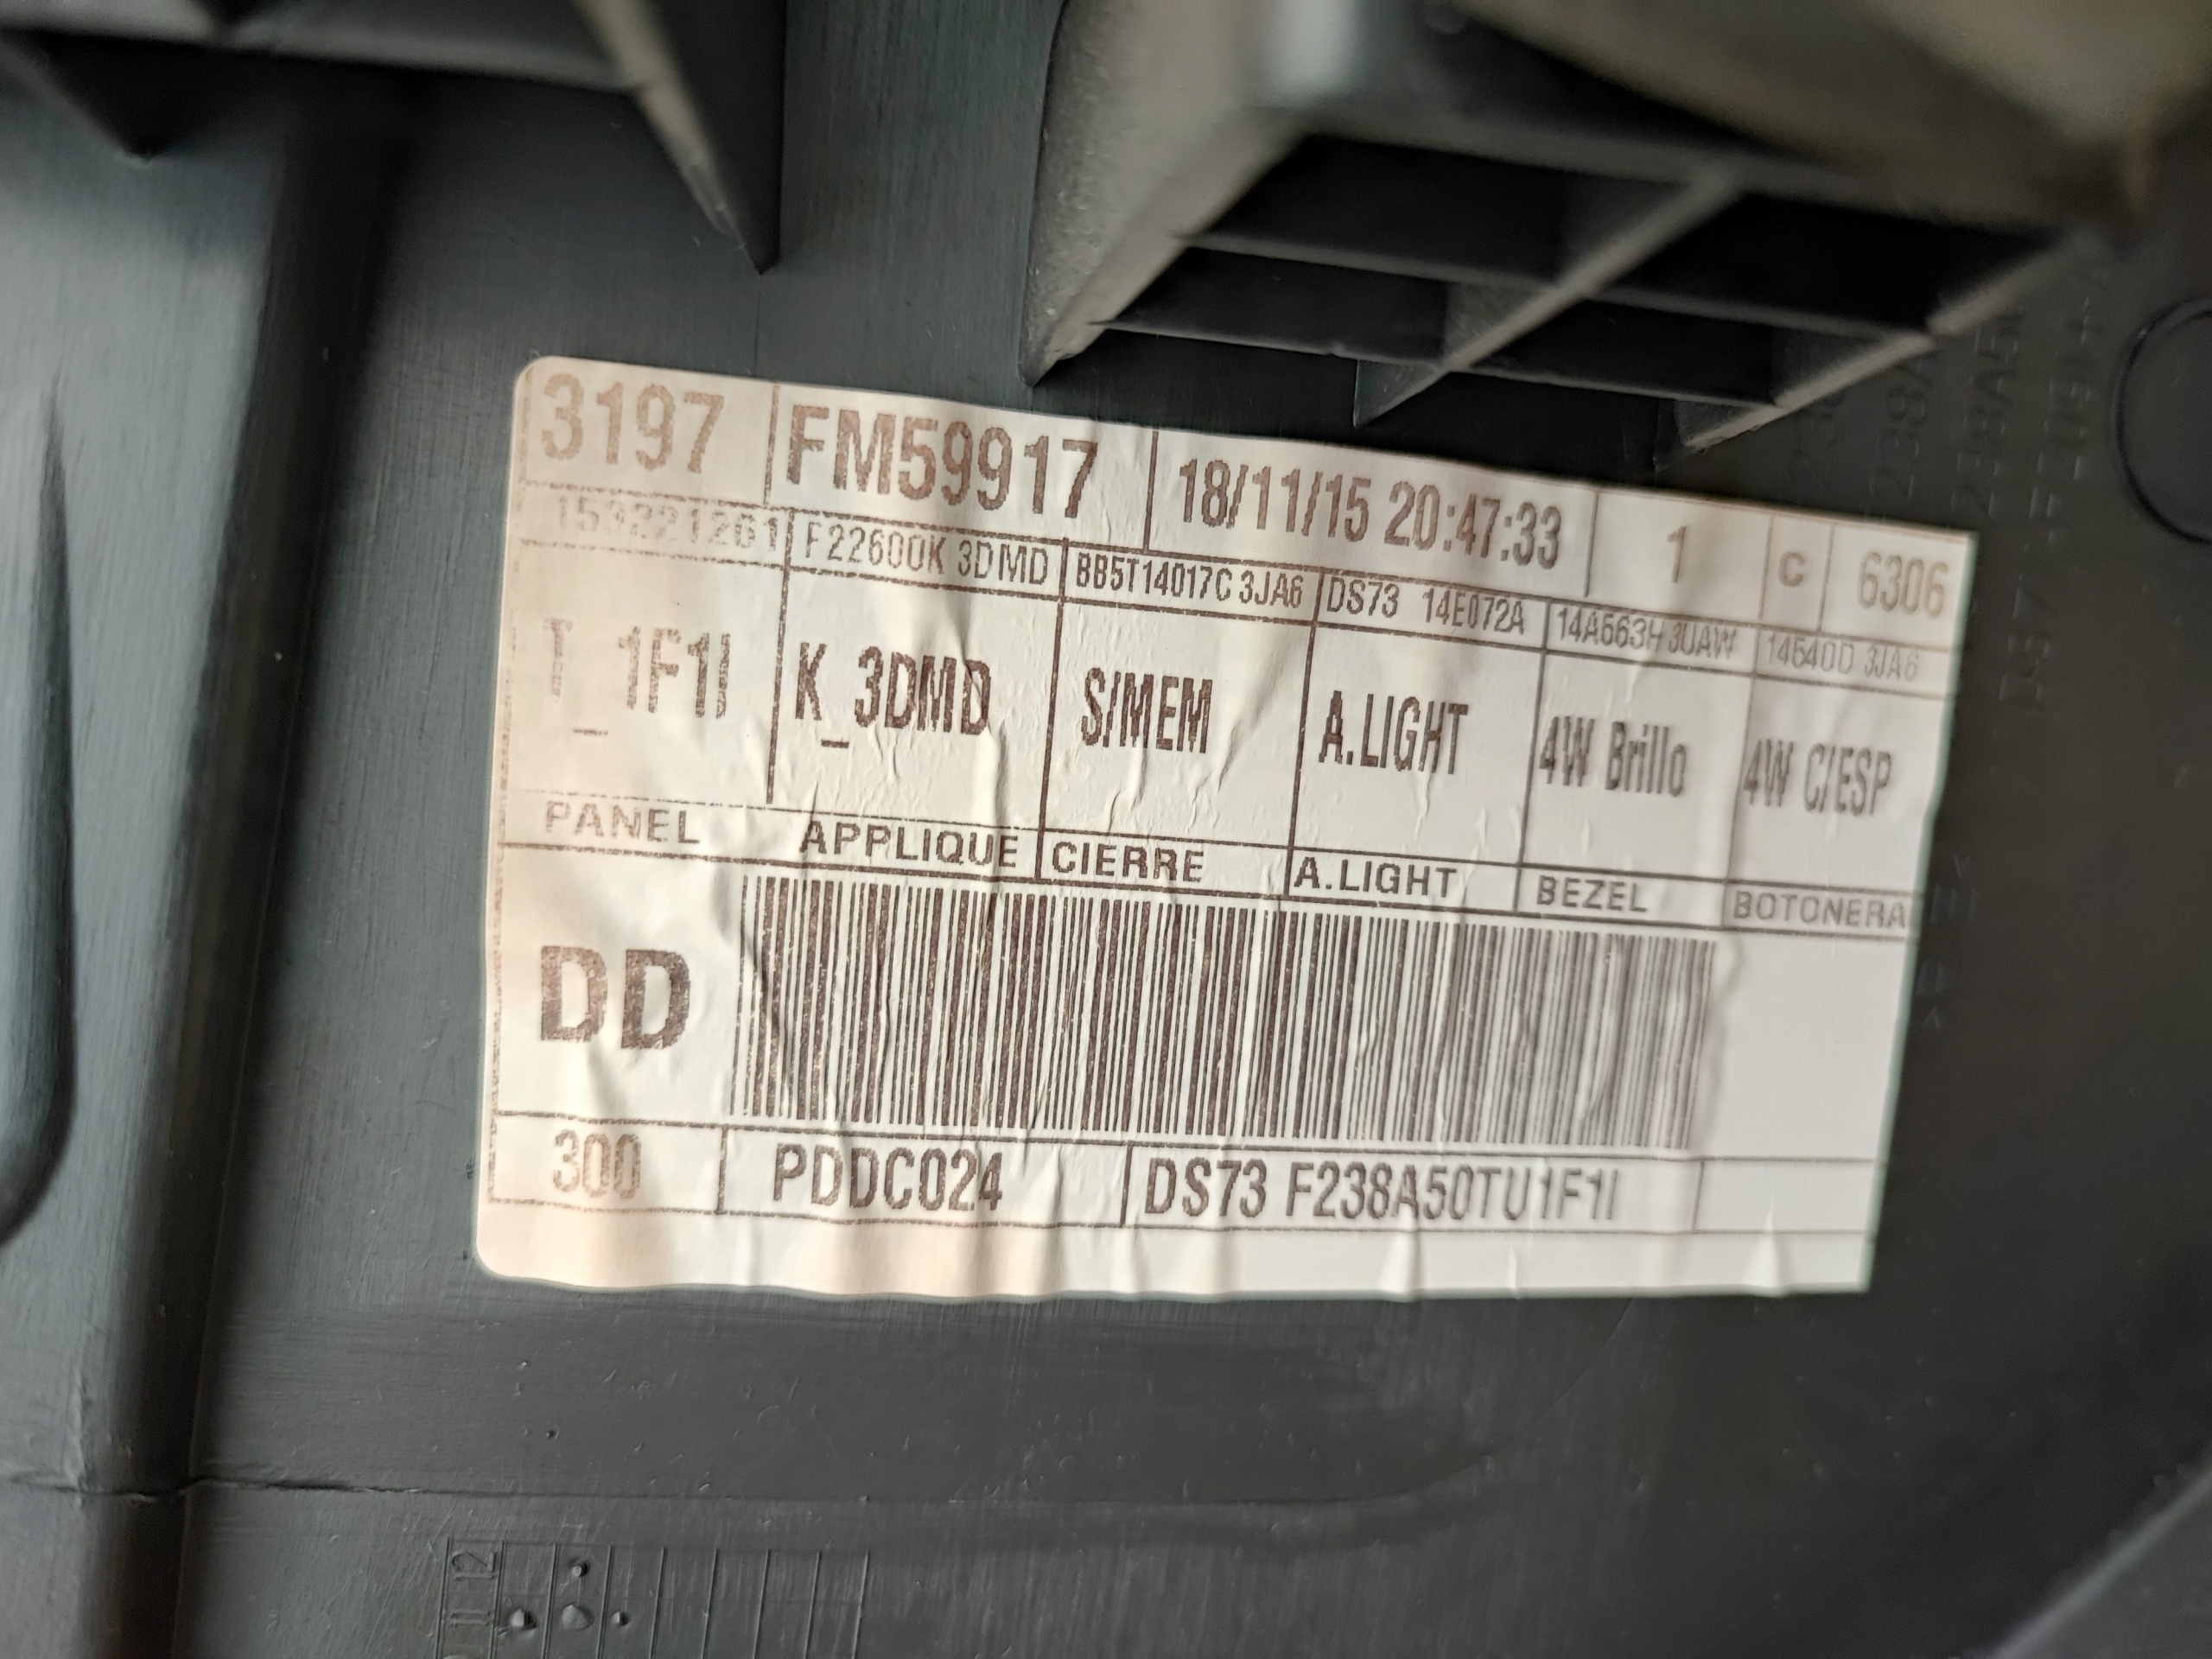 3197 FM59917 18/11/15 20:47:33 1 C 6306
F22600K 3DMD BB5T14017C 3JA6 DS73 14E072A 14A563H 3UAW 14540D 3JA6
T_1F1I K_3DMD S/MEM A.LIGHT 4W Brillo 4W C/ESP
PANEL APPLIQUE CIERRE A.LIGHT BEZEL BOTONERA
DD
300 PDDC024 DS73 F238A50TU1F1I
11 12